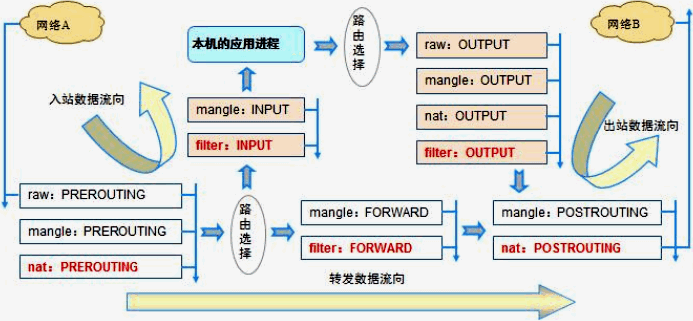 网络A
网络B
本机的应用进程
路由选择
raw：OUTPUT
mangle：OUTPUT
nat：OUTPUT
filter：OUTPUT
入站数据流向
mangle：INPUT
filter：INPUT
出站数据流向
raw：PREROUTING
mangle：PREROUTING
nat：PREROUTING
路由选择
mangle：FORWARD
filter：FORWARD
mangle：POSTROUTING
nat：POSTROUTING
转发数据流向